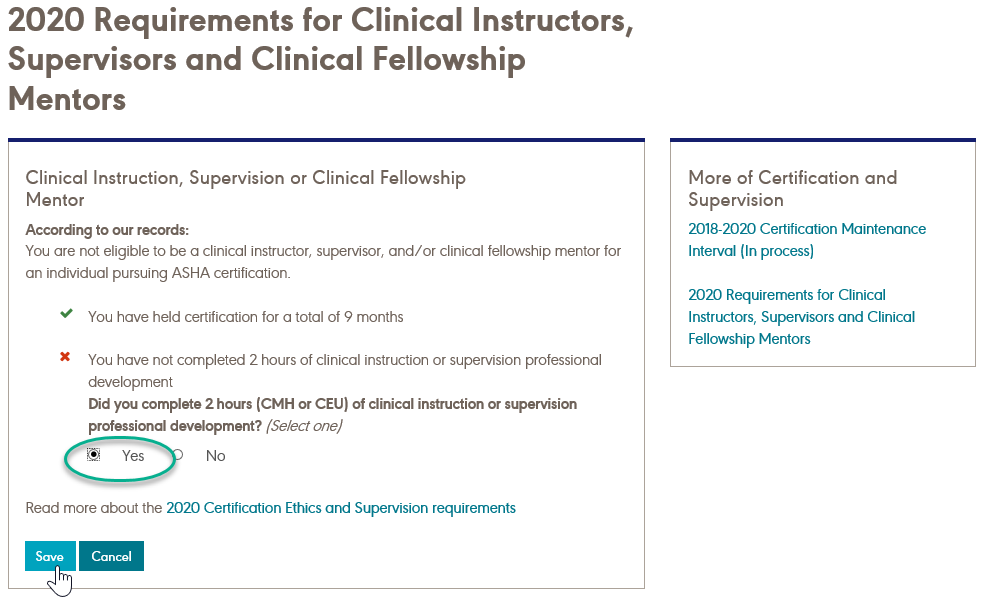 2020 Requirements for Clinical Instructors,
Supervisors and Clinical Fellowship
Mentors
Clinical Instruction, Supervision or Clinical Fellowship
Mentor
According to our records:
You are not eligible to be a clinical instructor, supervisor, and/or clinical fellowship mentor for
an individual pursuing ASHA certification.
You have held certification for a total of 9 months
You have not completed 2 hours of clinical instruction or supervision professional
development
Did you complete 2 hours (CMH or CEU) of clinical instruction or supervision
professional development? (Select one)
Yes No
Read more about the 2020 Certification Ethics and Supervision requirements
Save Cancel
More of Certification and
Supervision
2018-2020 Certification Maintenance
Interval (In process)
2020 Requirements for Clinical
Instructors, Supervisors and Clinical
Fellowship Mentors